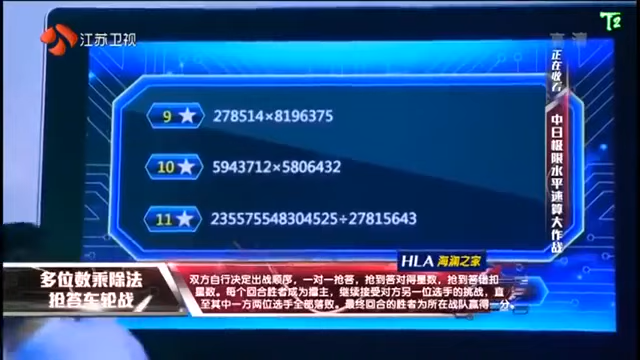 江苏卫视
T2
高清
正在收看
中日极限水平速算大作战
9★ 278514×8196375
10★ 5943712×5806432
11★ 235575548304525÷27815643
HLA 海澜之家
多位数乘除法
抢答车轮战
双方自行决定出战顺序，一对一抢答，抢到答对得星数，抢到答错扣
星数。每个回合胜者成为擂主，继续接受对方另一位选手的挑战，直
至其中一方两位选手全部落败。最终回合的胜者为所在战队赢得一分。